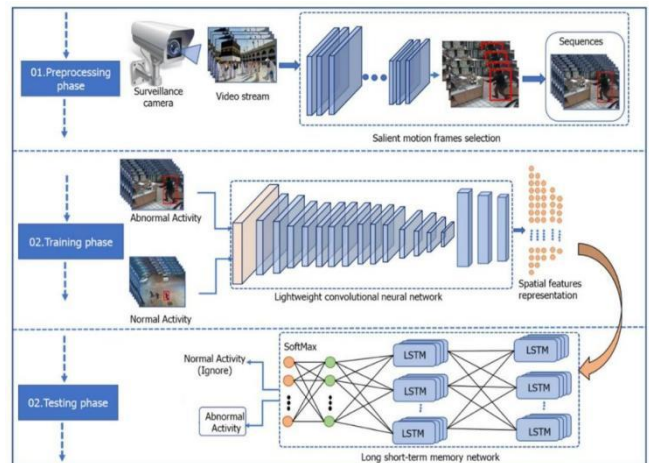 01.Preprocessing
phase
Surveillance
camera
Video stream
Sequences
Salient motion frames selection
02.Training phase
Abnormal Activity
Normal Activity
Lightweight convolutional neural network
Spatial features
representation
02.Testing phase
Normal Activity
(Ignore)
Abnormal
Activity
SoftMax
LSTM
LSTM
LSTM
LSTM
LSTM
LSTM
Long short-term memory network